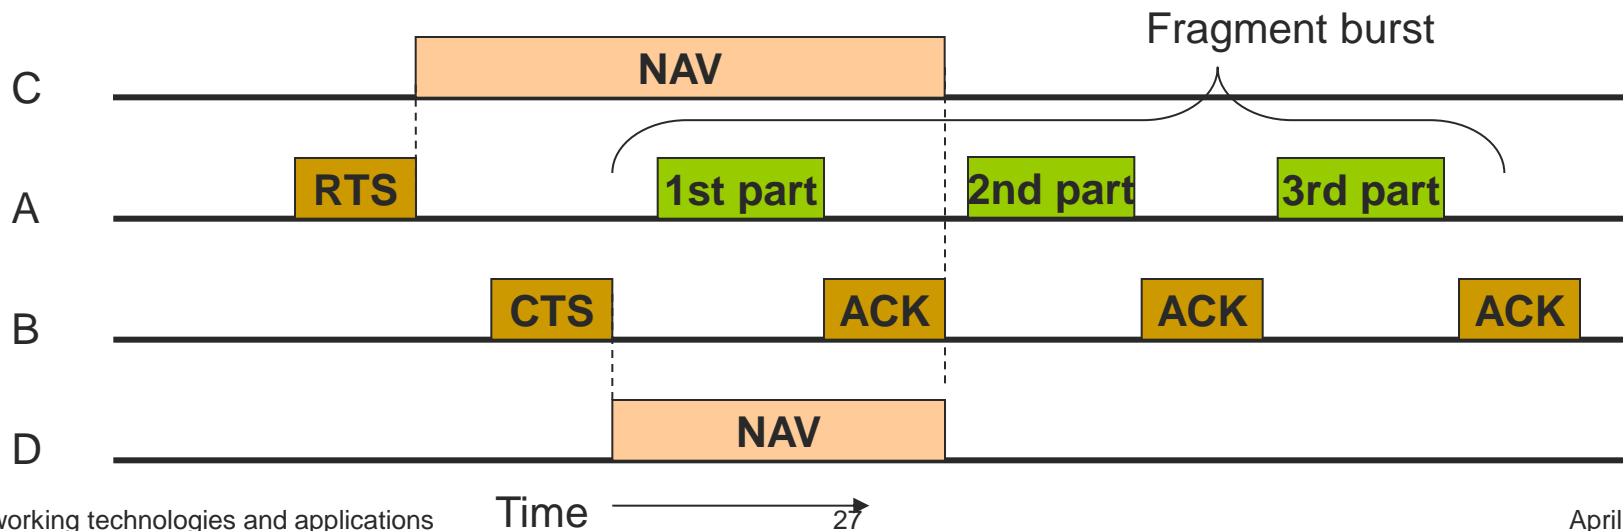 Fragment burst
C NAV
A RTS 1st part 2nd part 3rd part
B CTS ACK ACK ACK
D NAV
Time
working technologies and applications 27 April